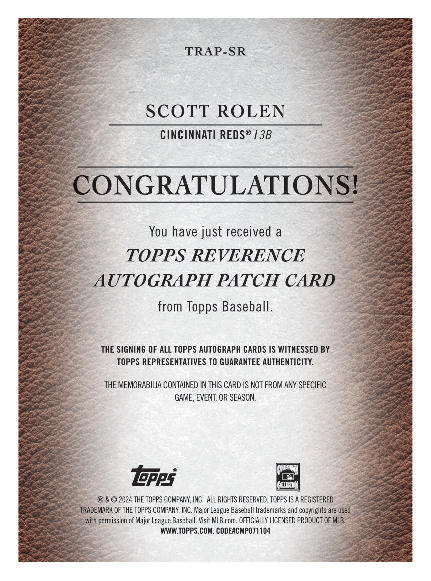 TRAP-SR
SCOTT ROLEN
CINCINNATI REDS® / 3B
CONGRATULATIONS!
You have just received a
TOPPS REVERENCE
AUTOGRAPH PATCH CARD
from Topps Baseball.
THE SIGNING OF ALL TOPPS AUTOGRAPH CARDS IS WITNESSED BY
TOPPS REPRESENTATIVES TO GUARANTEE AUTHENTICITY.
THE MEMORABILIA CONTAINED IN THIS CARD IS NOT FROM ANY SPECIFIC
GAME, EVENT, OR SEASON.
Topps
® & © 2024 THE TOPPS COMPANY, INC. ALL RIGHTS RESERVED. TOPPS IS A REGISTERED
TRADEMARK OF THE TOPPS COMPANY, INC. Major League Baseball trademarks and copyrights are used
with permission of Major League Baseball. Visit MLB.com. OFFICIALLY LICENSED PRODUCT OF MLB.
WWW.TOPPS.COM. CODE#CMP071104